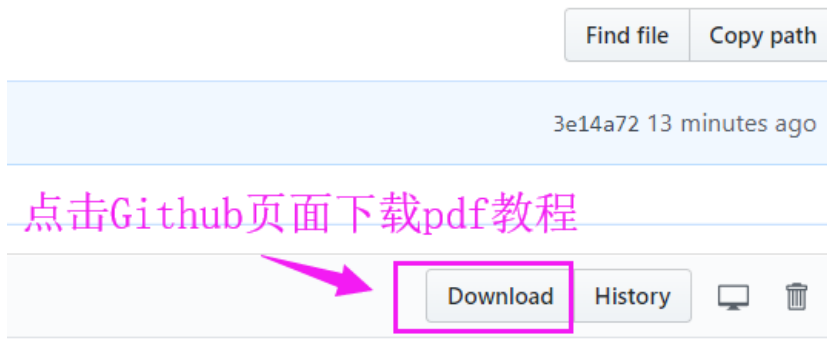 Find file Copy path
3e14a72 13 minutes ago
点击Github页面下载pdf教程
Download History